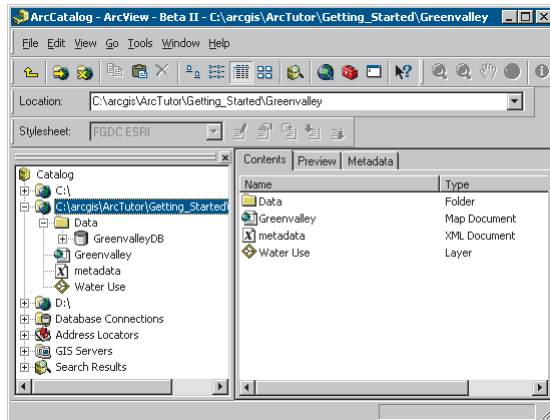 ArcCatalog - ArcView - Beta II - C:\arcgis\ArcTutor\Getting_Started\Greenvalley
File Edit View Go Tools Window Help
Location: C:\arcgis\ArcTutor\Getting_Started\Greenvalley
Stylesheet: FGDC ESRI
Contents Preview Metadata
Catalog
C:\
C:\arcgis\ArcTutor\Getting_Started\
Data
GreenvalleyDB
Greenvalley
metadata
Water Use
D:\
Database Connections
Address Locators
GIS Servers
Search Results
Name Type
Data Folder
Greenvalley Map Document
metadata XML Document
Water Use Layer